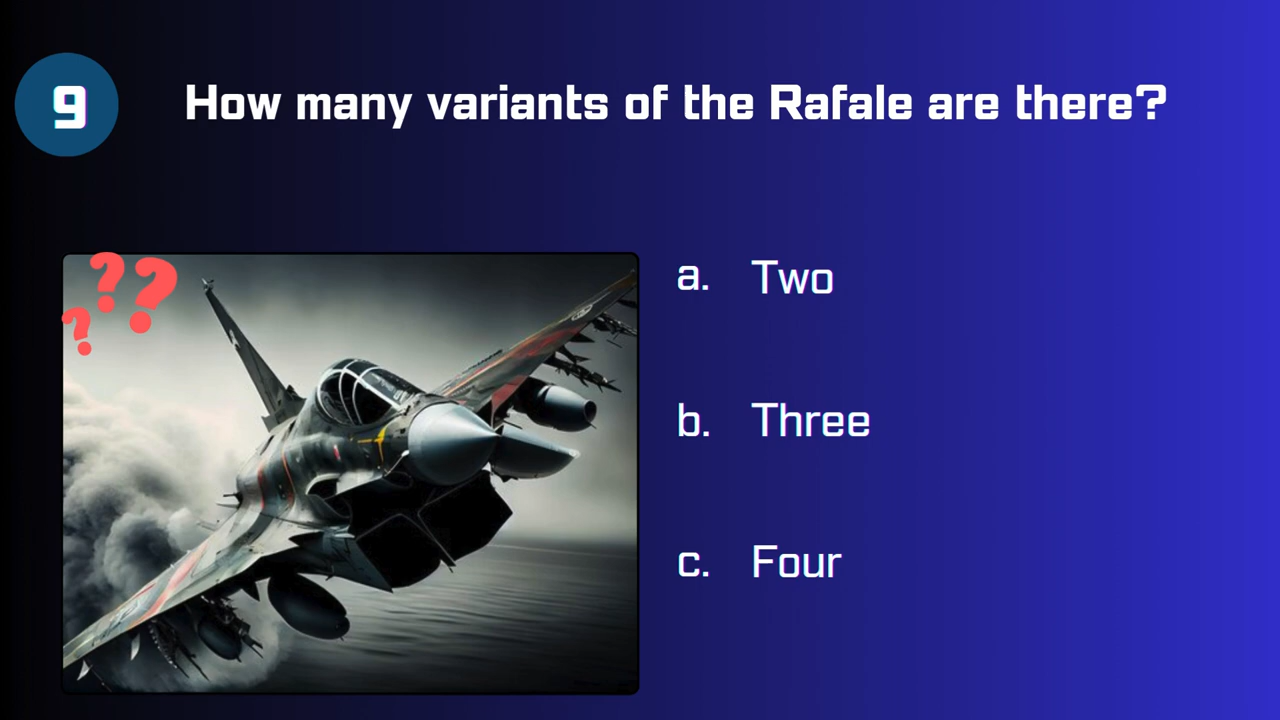 9
How many variants of the Rafale are there?
???
a. Two
b. Three
c. Four